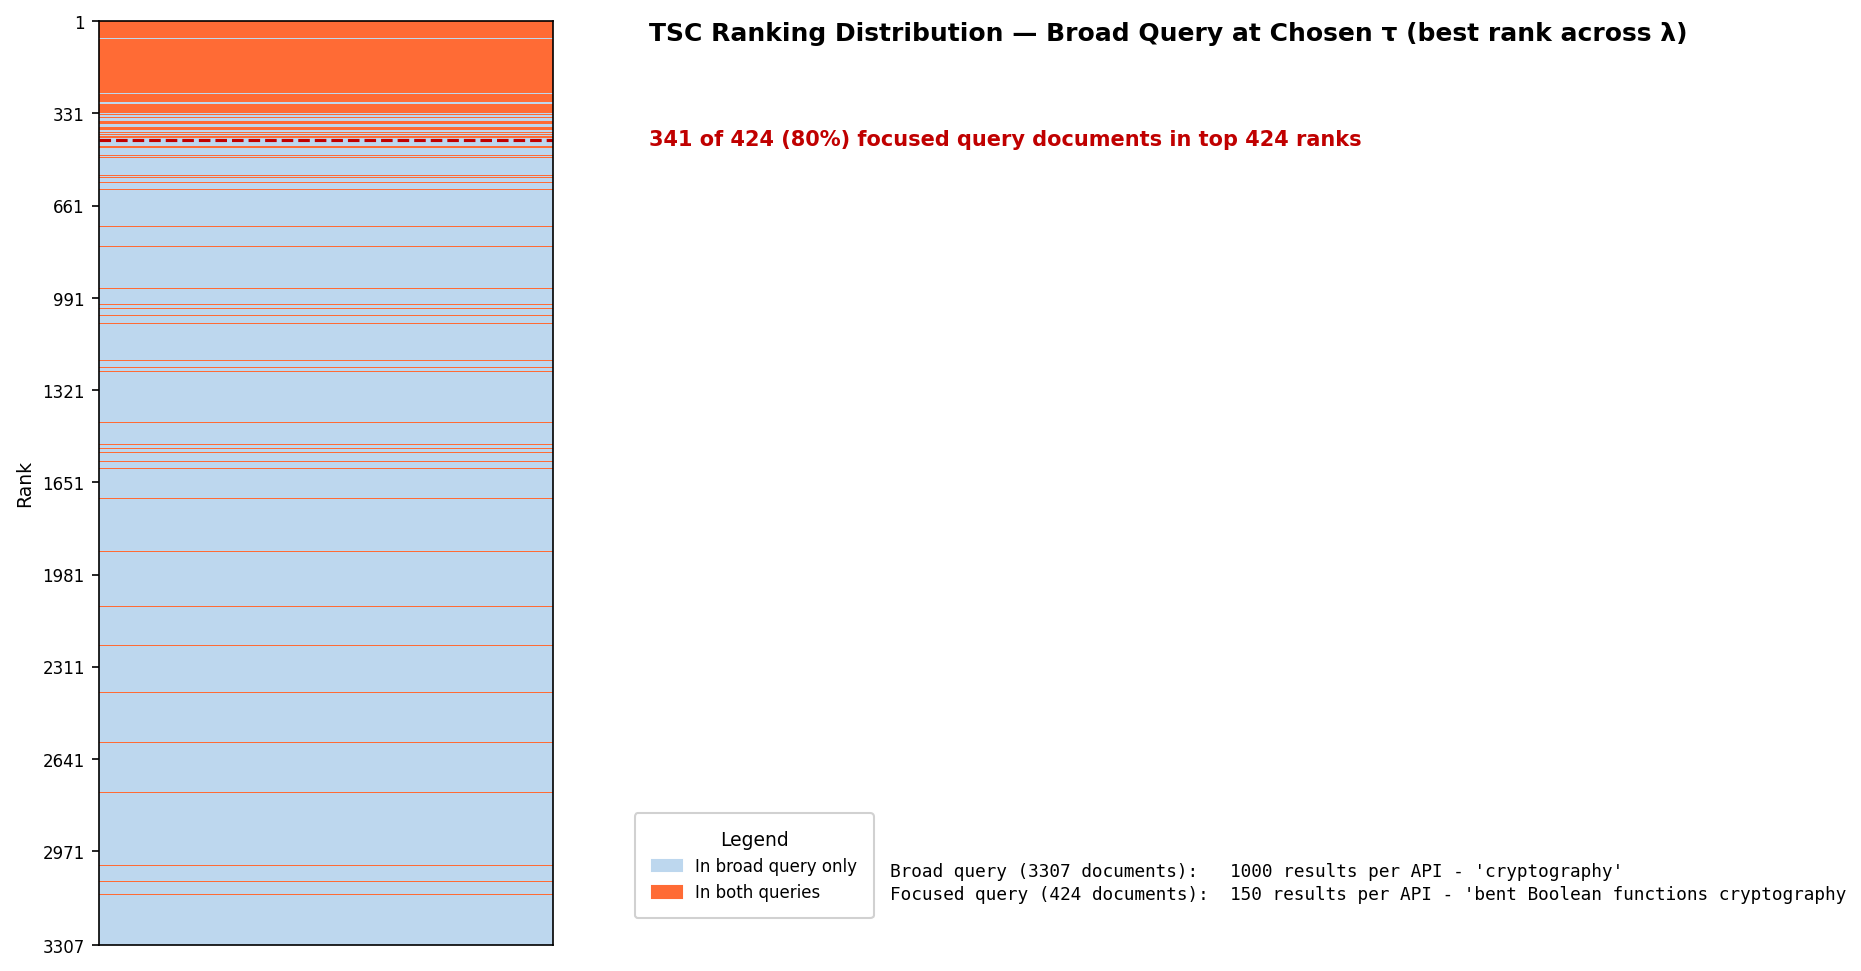 TSC Ranking Distribution — Broad Query at Chosen τ (best rank across λ)
341 of 424 (80%) focused query documents in top 424 ranks
Rank
1
331
661
991
1321
1651
1981
2311
2641
2971
3307
Legend
In broad query only
In both queries
Broad query (3307 documents):   1000 results per API - 'cryptography'
Focused query (424 documents):  150 results per API - 'bent Boolean functions cryptography